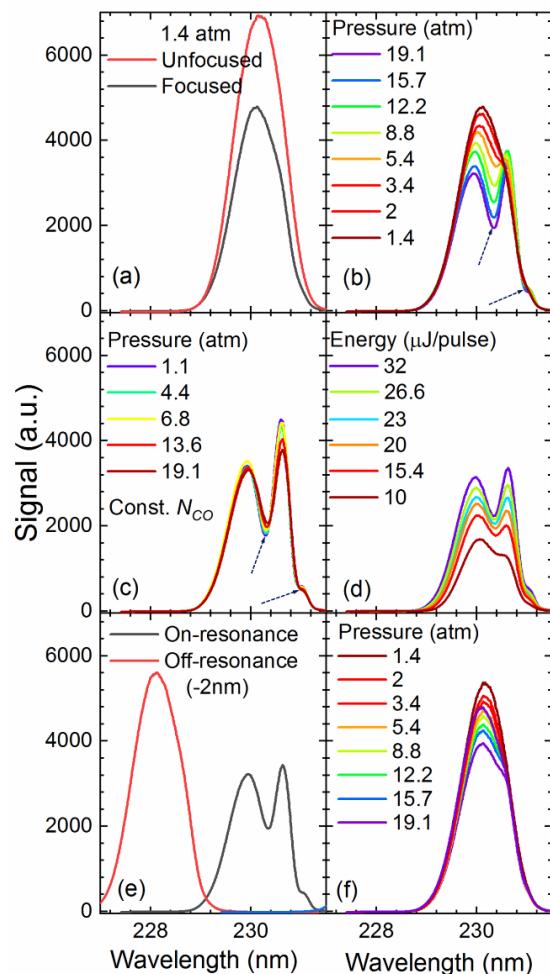 1.4 atm
Unfocused
Focused
(a)
6000
4000
2000
0
Pressure (atm)
19.1
15.7
12.2
8.8
5.4
3.4
2
1.4
(b)
Pressure (atm)
1.1
4.4
6.8
13.6
19.1
Const. N_CO
(c)
6000
4000
2000
0
Signal (a.u.)
Energy (μJ/pulse)
32
26.6
23
20
15.4
10
(d)
On-resonance
Off-resonance
(-2nm)
(e)
6000
4000
2000
0
228 230
Wavelength (nm)
Pressure (atm)
1.4
2
3.4
5.4
8.8
12.2
15.7
19.1
(f)
228 230
Wavelength (nm)